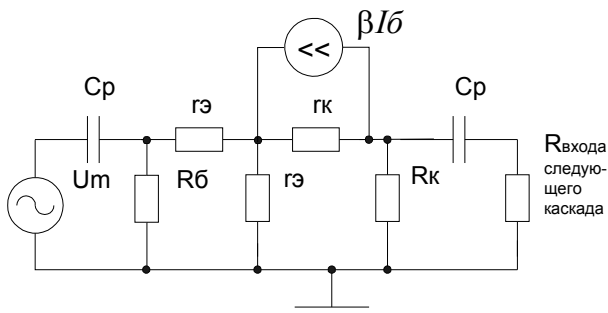 βIб
<<
Cp
rэ
rк
Cp
Um
Rб
rэ
Rк
Rвхода
следую-
щего
каскада